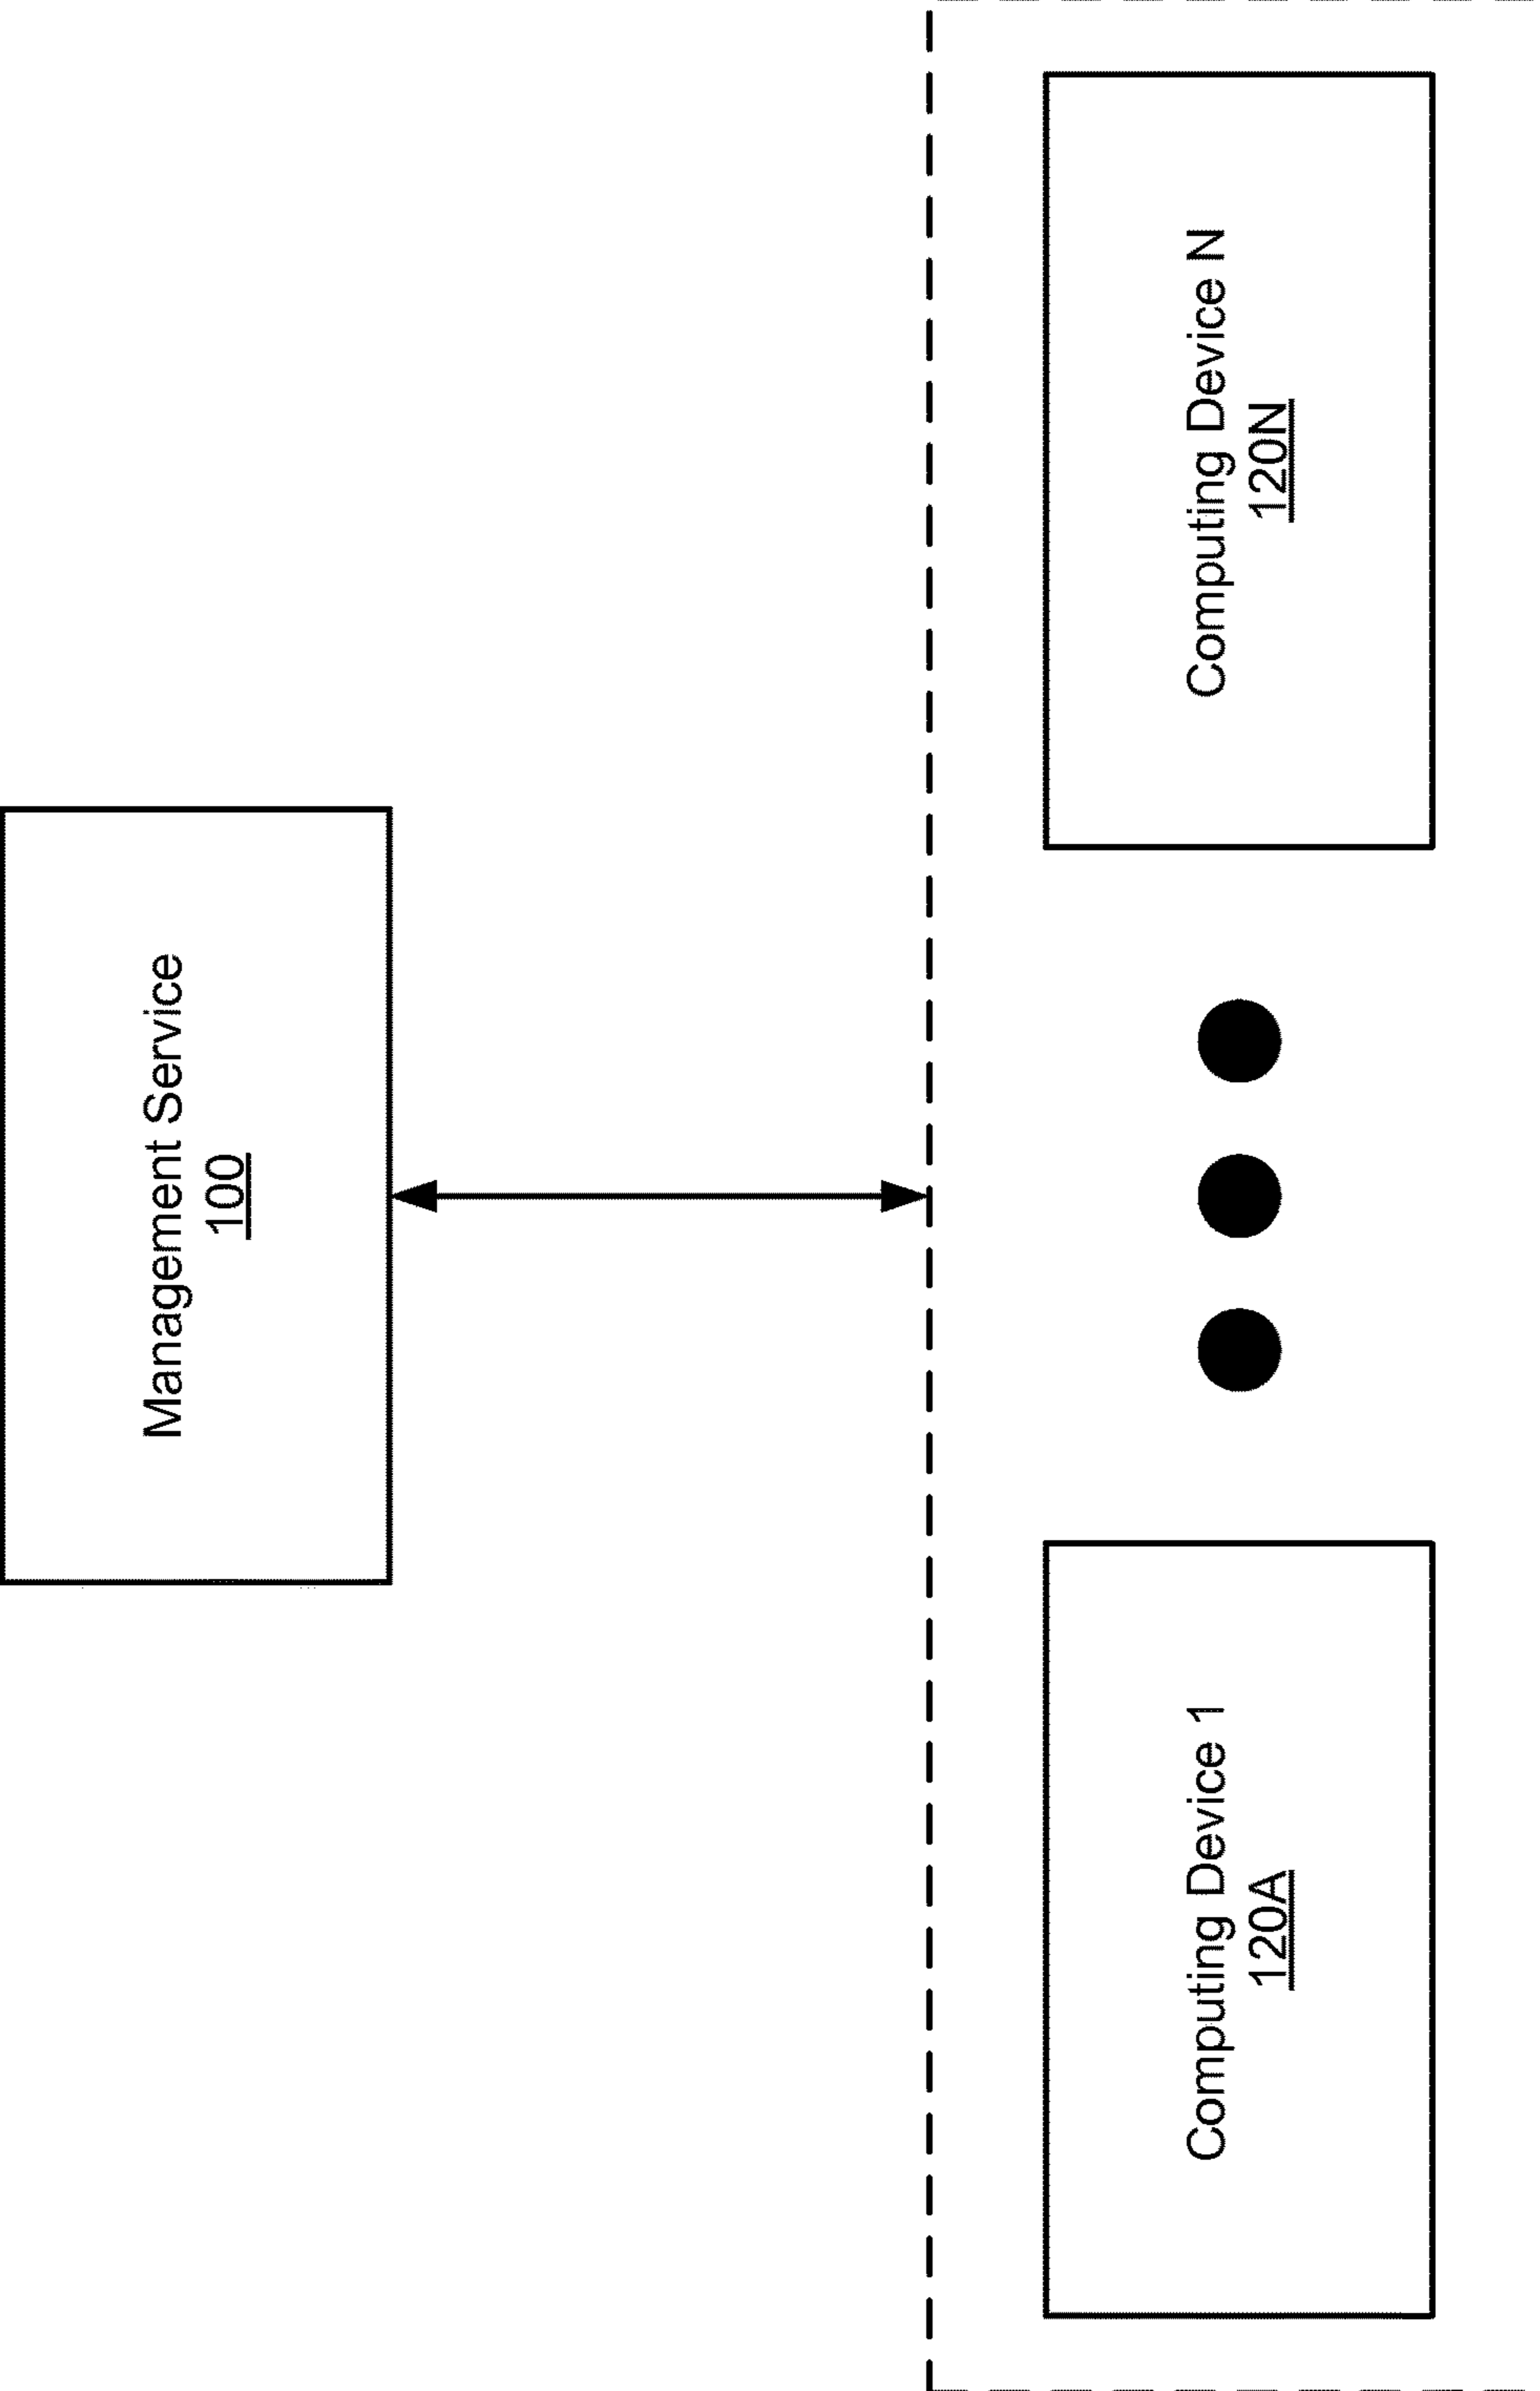 Management Service
100
Computing Device 1
120A
Computing Device N
120N